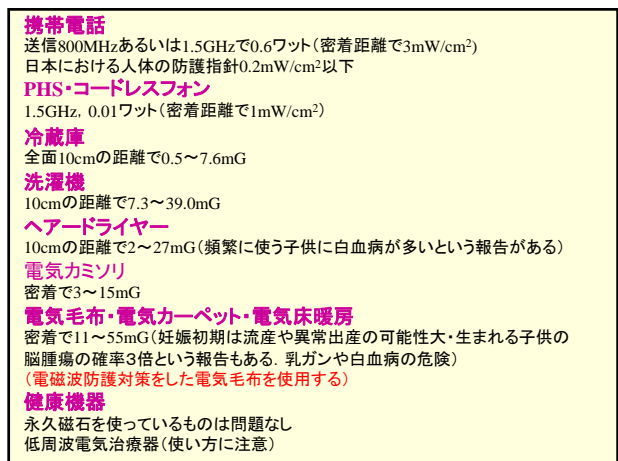 携帯電話
送信800MHzあるいは1.5GHzで0.6ワット（密着距離で3mW/cm²)
日本における人体の防護指針0.2mW/cm²以下
PHS・コードレスフォン
1.5GHz，0.01ワット（密着距離で1mW/cm²）
冷蔵庫
全面10cmの距離で0.5～7.6mG
洗濯機
10cmの距離で7.3～39.0mG
ヘアードライヤー
10cmの距離で2～27mG（頻繁に使う子供に白血病が多いという報告がある）
電気カミソリ
密着で3～15mG
電気毛布・電気カーペット・電気床暖房
密着で11～55mG（妊娠初期は流産や異常出産の可能性大・生まれる子供の
脳腫瘍の確率３倍という報告もある．乳ガンや白血病の危険）
（電磁波防護対策をした電気毛布を使用する）
健康機器
永久磁石を使っているものは問題なし
低周波電気治療器（使い方に注意）